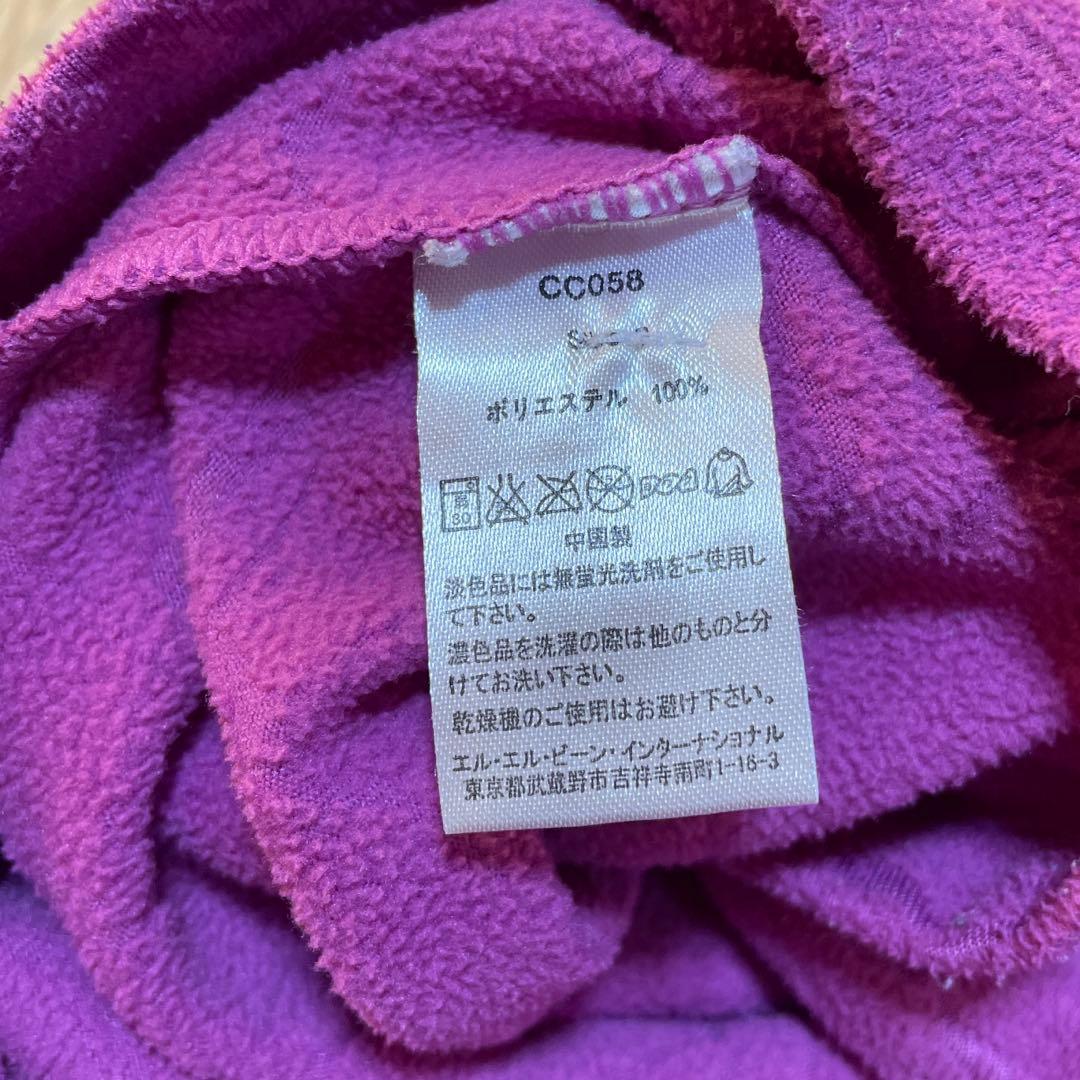 CC058
ポリエステル 100%
弱
30
中国製
淡色品には無蛍光洗剤をご使用し
て下さい。
濃色品を洗濯の際は他のものと分
けてお洗い下さい。
乾燥機のご使用はお避け下さい。
エル・エル・ビーン・インターナショナル
東京都武蔵野市吉祥寺南町1-16-3